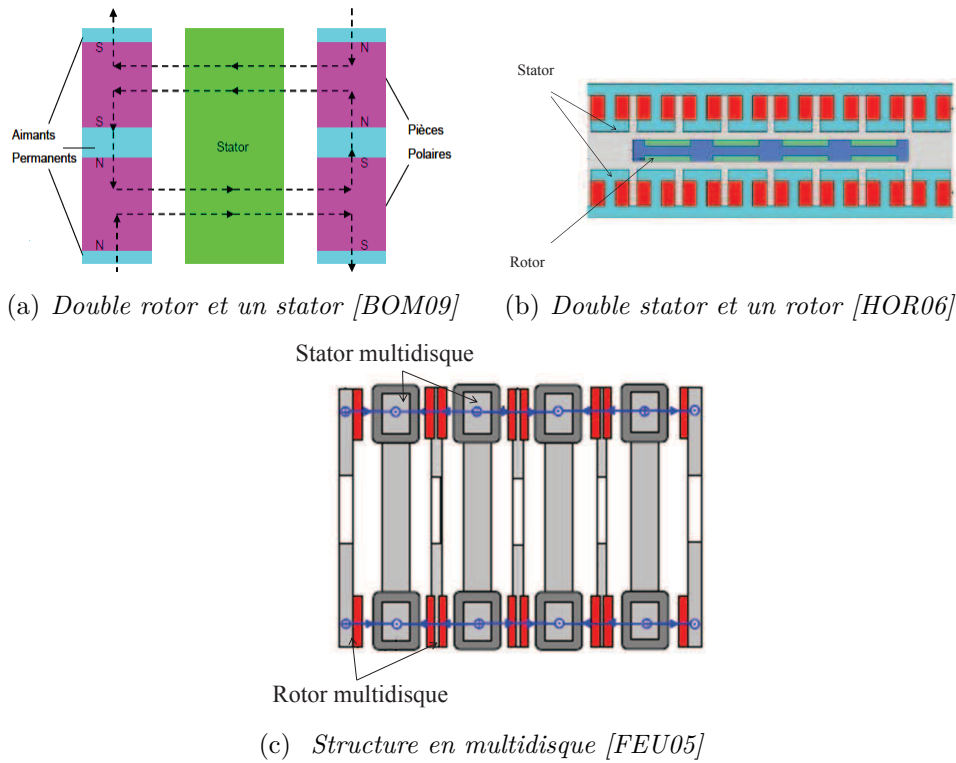 S
N
Aimants
Permanents
S
N
Stator
Pièces
Polaires
N
S
N
S
(a) Double rotor et un stator [BOM09]
Stator
Rotor
(b) Double stator et un rotor [HOR06]
Stator multidisque
Rotor multidisque
(c) Structure en multidisque [FEU05]